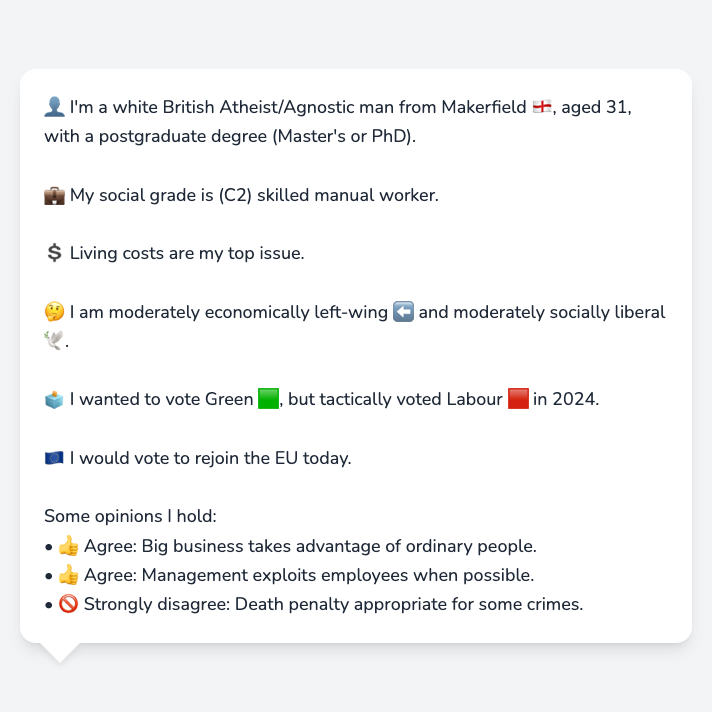 👤 I'm a white British Atheist/Agnostic man from Makerfield 🏴󠁧󠁢󠁥󠁮󠁧󠁿, aged 31,
with a postgraduate degree (Master's or PhD).
💼 My social grade is (C2) skilled manual worker.
💲 Living costs are my top issue.
🤔 I am moderately economically left-wing ⬅️ and moderately socially liberal
🕊️.
🗳️ I wanted to vote Green 🟩, but tactically voted Labour 🟥 in 2024.
🇪🇺 I would vote to rejoin the EU today.
Some opinions I hold:
• 👍 Agree: Big business takes advantage of ordinary people.
• 👍 Agree: Management exploits employees when possible.
• 🚫 Strongly disagree: Death penalty appropriate for some crimes.